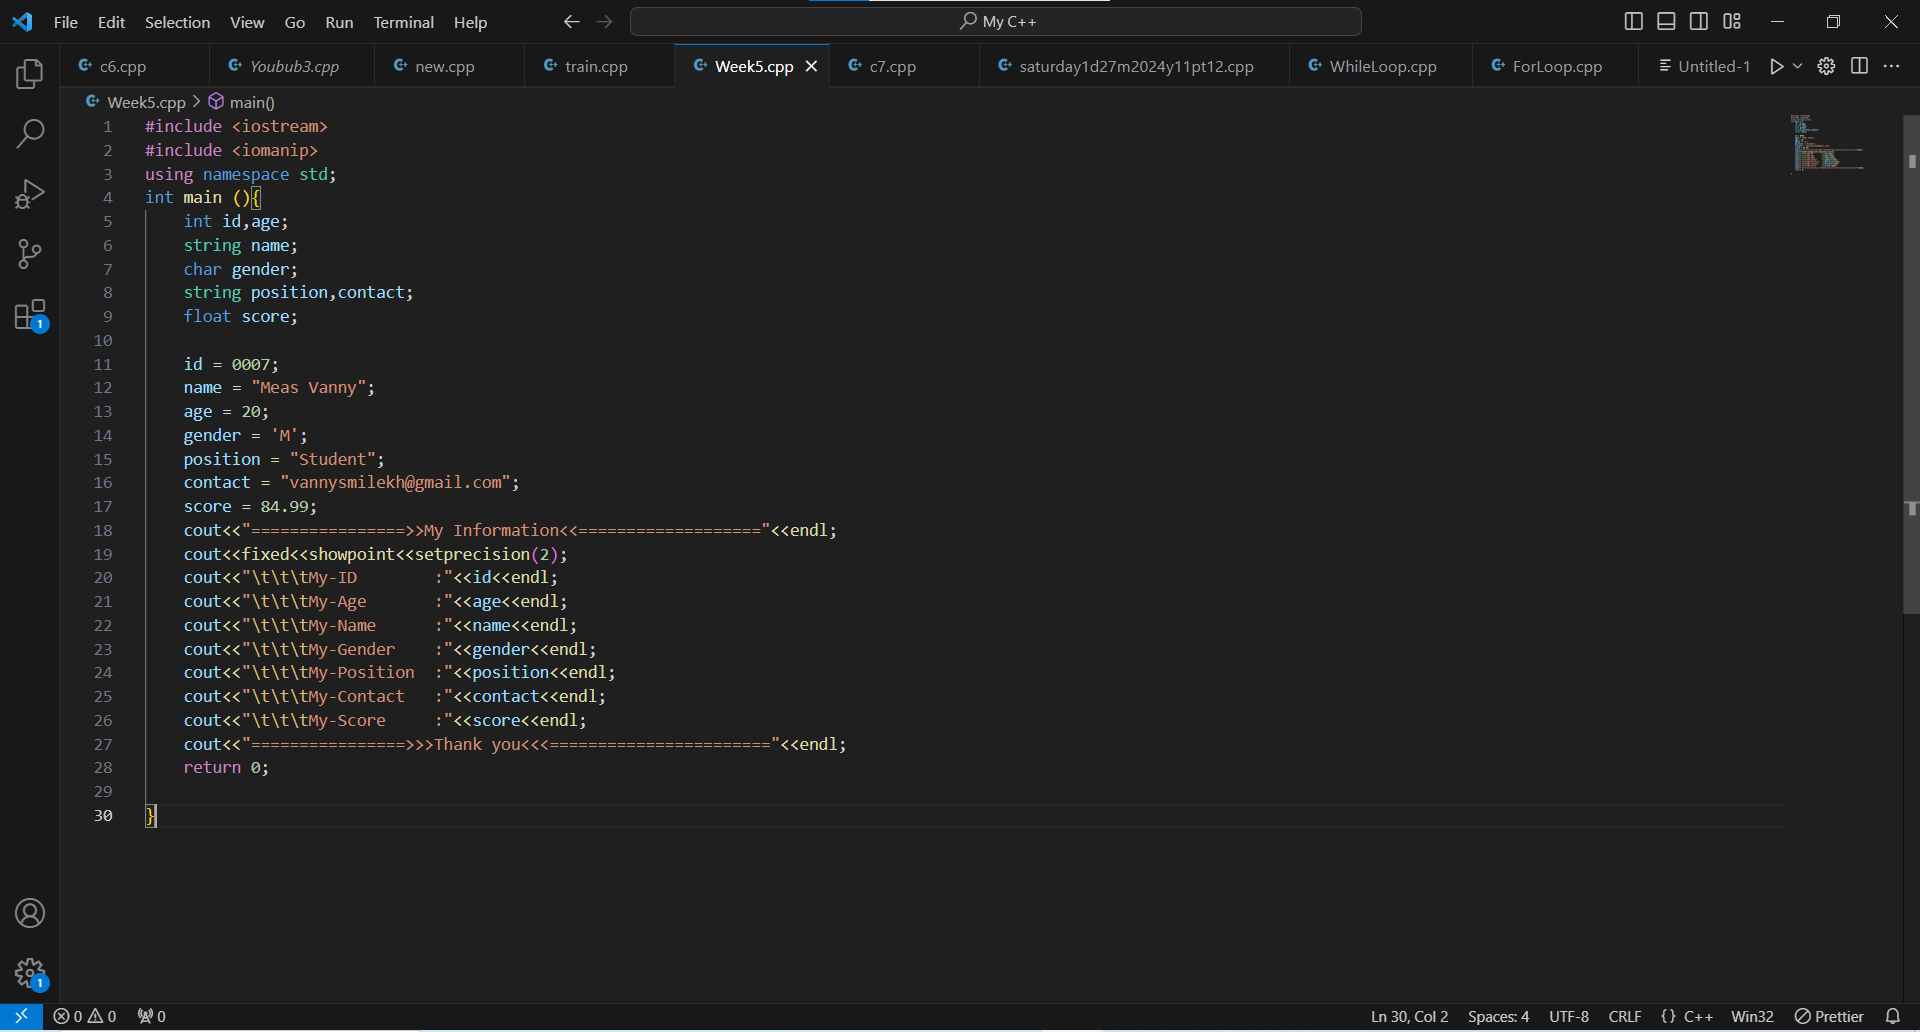 File Edit Selection View Go Run Terminal Help My C++
c6.cpp Youbub3.cpp new.cpp train.cpp Week5.cpp c7.cpp saturday1d27m2024y11pt12.cpp WhileLoop.cpp ForLoop.cpp Untitled-1
Week5.cpp > main()
1 #include <iostream>
2 #include <iomanip>
3 using namespace std;
4 int main (){
5     int id,age;
6     string name;
7     char gender;
8     string position,contact;
9     float score;
10
11     id = 0007;
12     name = "Meas Vanny";
13     age = 20;
14     gender = 'M';
15     position = "Student";
16     contact = "vannysmilekh@gmail.com";
17     score = 84.99;
18     cout<<"================>>My Information<<==================="<<endl;
19     cout<<fixed<<showpoint<<setprecision(2);
20     cout<<"\t\t\tMy-ID        :"<<id<<endl;
21     cout<<"\t\t\tMy-Age       :"<<age<<endl;
22     cout<<"\t\t\tMy-Name      :"<<name<<endl;
23     cout<<"\t\t\tMy-Gender    :"<<gender<<endl;
24     cout<<"\t\t\tMy-Position  :"<<position<<endl;
25     cout<<"\t\t\tMy-Contact   :"<<contact<<endl;
26     cout<<"\t\t\tMy-Score     :"<<score<<endl;
27     cout<<"================>>>Thank you<<<======================="<<endl;
28     return 0;
29
30 }
1
1
0 0 0 Ln 30, Col 2 Spaces: 4 UTF-8 CRLF {} C++ Win32 Prettier